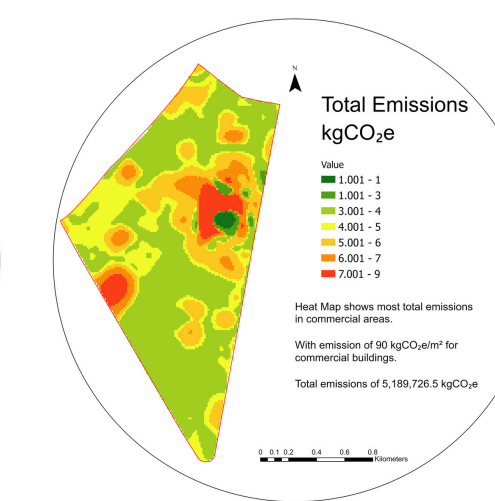 N
Total Emissions
kgCO₂e
Value
1.001 - 1
1.001 - 3
3.001 - 4
4.001 - 5
5.001 - 6
6.001 - 7
7.001 - 9
Heat Map shows most total emissions
in commercial areas.
With emission of 90 kgCO₂e/m² for
commercial buildings.
Total emissions of 5,189,726.5 kgCO₂e
0 0.1 0.2 0.4 0.6 0.8
Kilometers